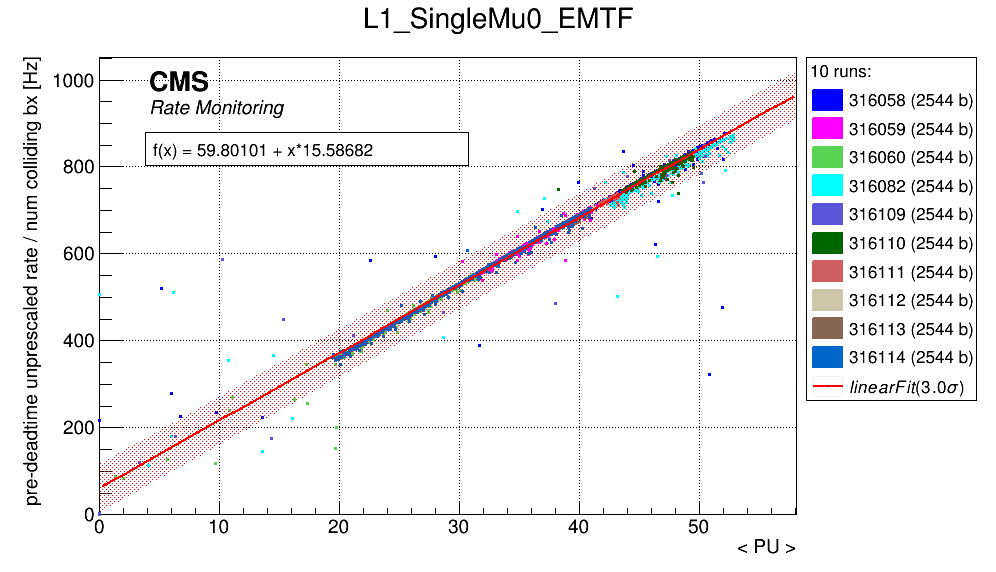 L1_SingleMu0_EMTF
pre-deadtime unprescaled rate / num colliding bx [Hz]
1000
800
600
400
200
0
CMS
Rate Monitoring
f(x) = 59.80101 + x*15.58682
0 10 20 30 40 50
< PU >
10 runs:
316058 (2544 b)
316059 (2544 b)
316060 (2544 b)
316082 (2544 b)
316109 (2544 b)
316110 (2544 b)
316111 (2544 b)
316112 (2544 b)
316113 (2544 b)
316114 (2544 b)
linearFit(3.0σ)